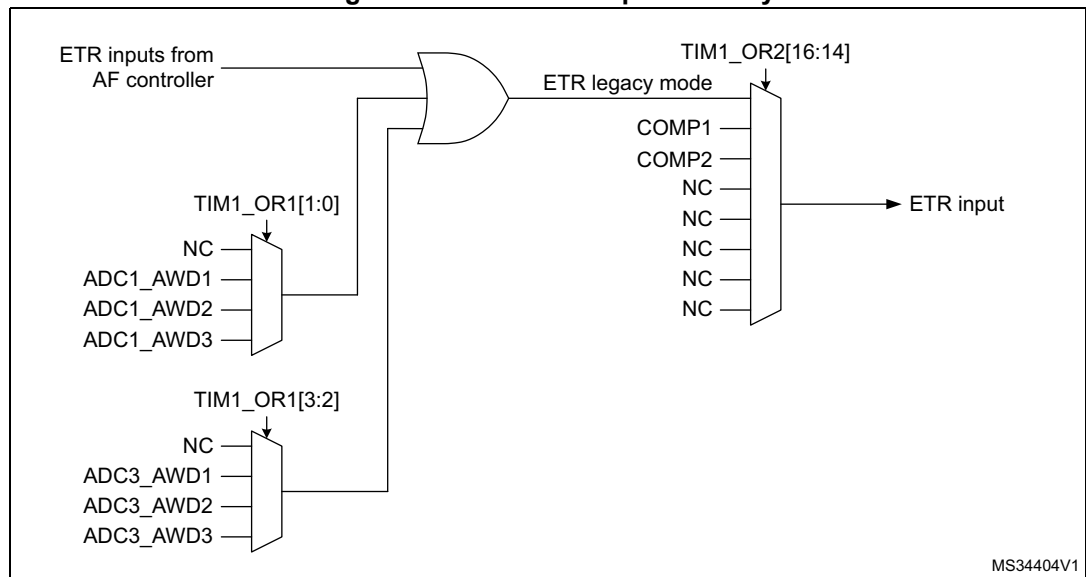 ETR inputs from
AF controller
TIM1_OR2[16:14]
ETR legacy mode
COMP1
COMP2
NC
NC
NC
NC
NC
ETR input
TIM1_OR1[1:0]
NC
ADC1_AWD1
ADC1_AWD2
ADC1_AWD3
TIM1_OR1[3:2]
NC
ADC3_AWD1
ADC3_AWD2
ADC3_AWD3
MS34404V1